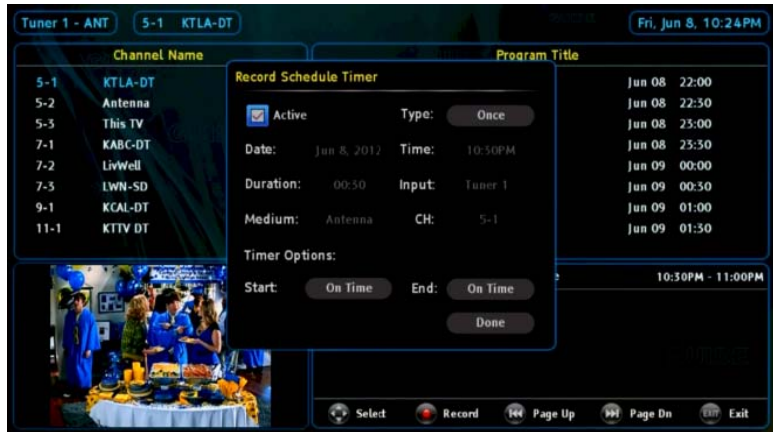 Tuner 1 - ANT
5-1 KTLA-DT
Fri, Jun 8, 10:24PM
Channel Name
Program Title
5-1 KTLA-DT
5-2 Antenna
5-3 This TV
7-1 KABC-DT
7-2 LivWell
7-3 LWN-SD
9-1 KCAL-DT
11-1 KTTV DT
Record Schedule Timer
Active Type: Once
Date: Jun 8, 2012 Time: 10:30PM
Duration: 00:30 Input: Tuner 1
Medium: Antenna CH: 5-1
Timer Options:
Start: On Time End: On Time
Done
Jun 08 22:00
Jun 08 22:30
Jun 08 23:00
Jun 08 23:30
Jun 09 00:00
Jun 09 00:30
Jun 09 01:00
Jun 09 01:30
10:30PM - 11:00PM
Select Record Page Up Page Dn EXIT Exit